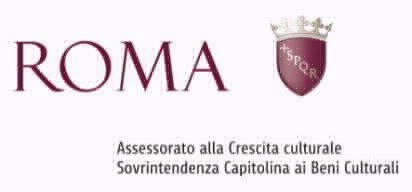 ROMA
SPQR
Assessorato alla Crescita culturale
Sovrintendenza Capitolina ai Beni Culturali